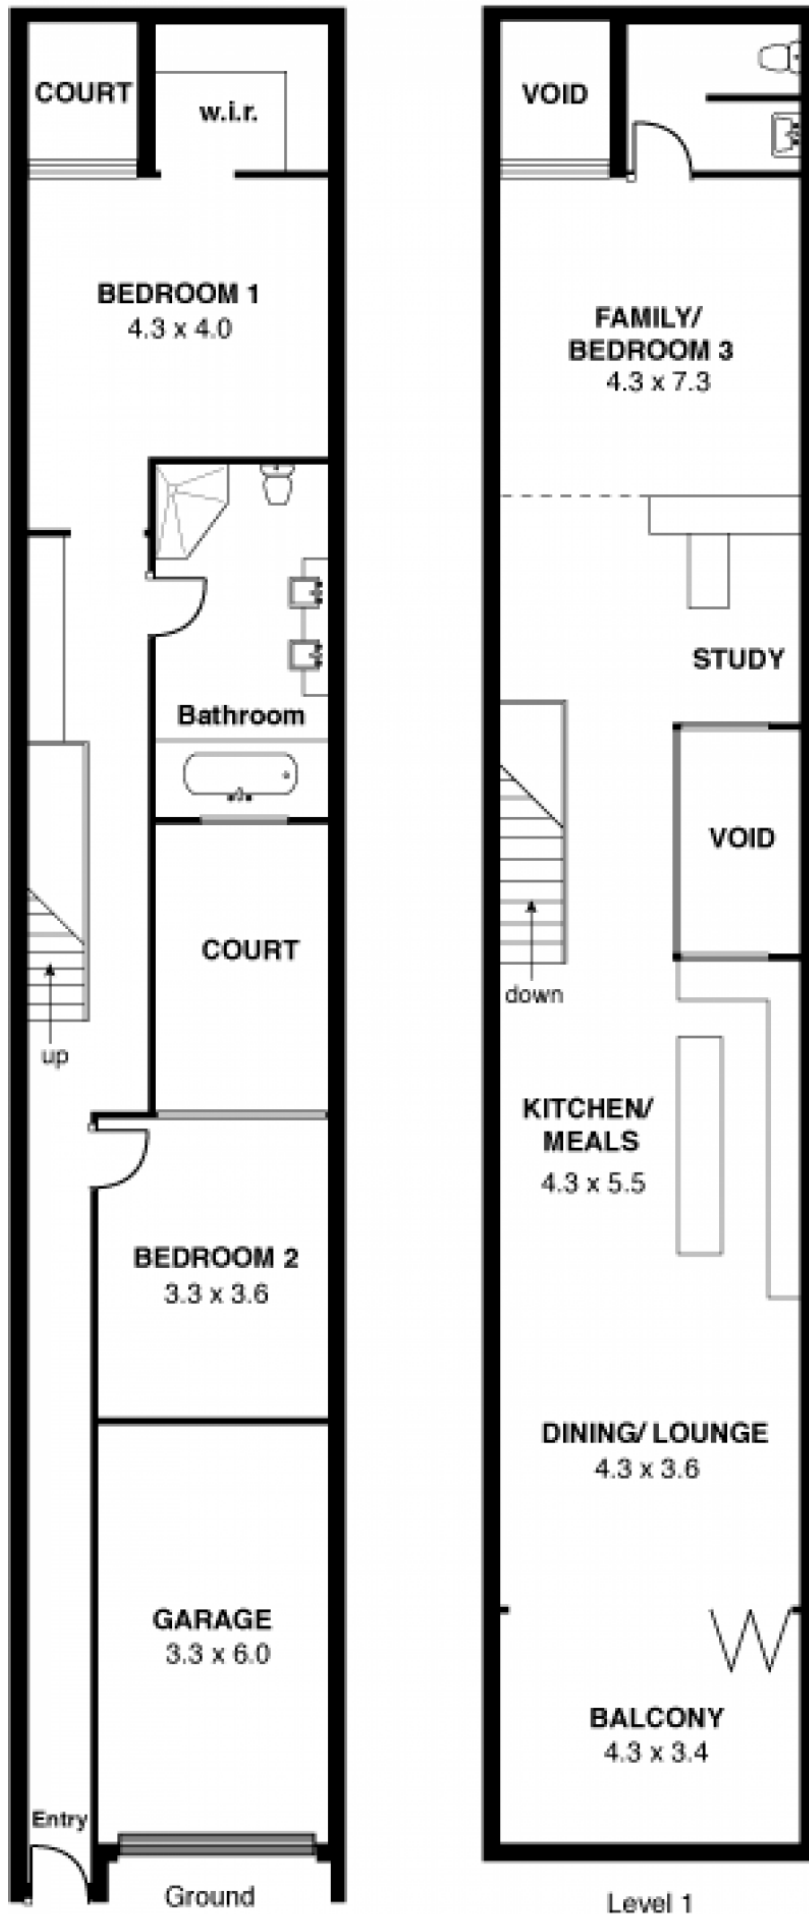 COURT
w.i.r.
BEDROOM 1
4.3 x 4.0
Bathroom
COURT
up
BEDROOM 2
3.3 x 3.6
GARAGE
3.3 x 6.0
Entry
Ground
VOID
FAMILY/
BEDROOM 3
4.3 x 7.3
STUDY
VOID
down
KITCHEN/
MEALS
4.3 x 5.5
DINING/ LOUNGE
4.3 x 3.6
BALCONY
4.3 x 3.4
Level 1